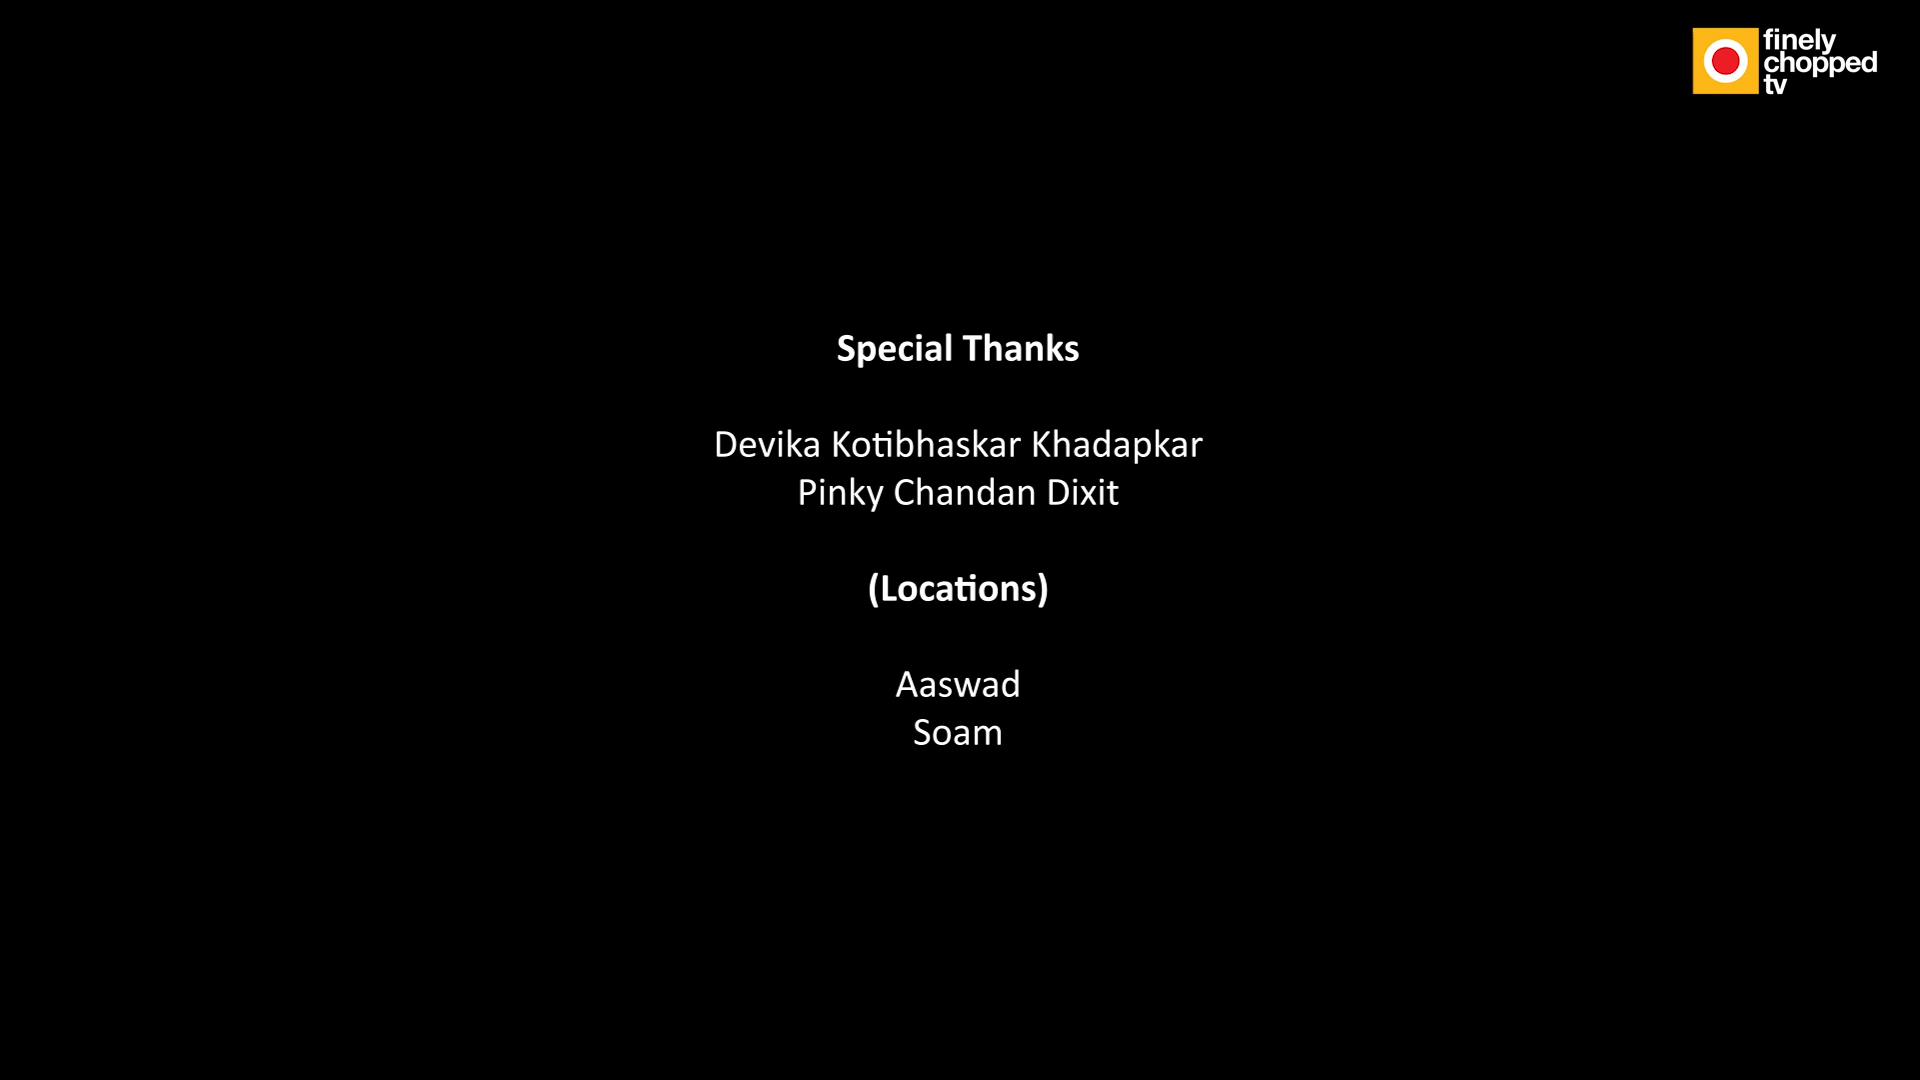 finely
chopped
tv
Special Thanks
Devika Kotibhaskar Khadapkar
Pinky Chandan Dixit
(Locations)
Aaswad
Soam